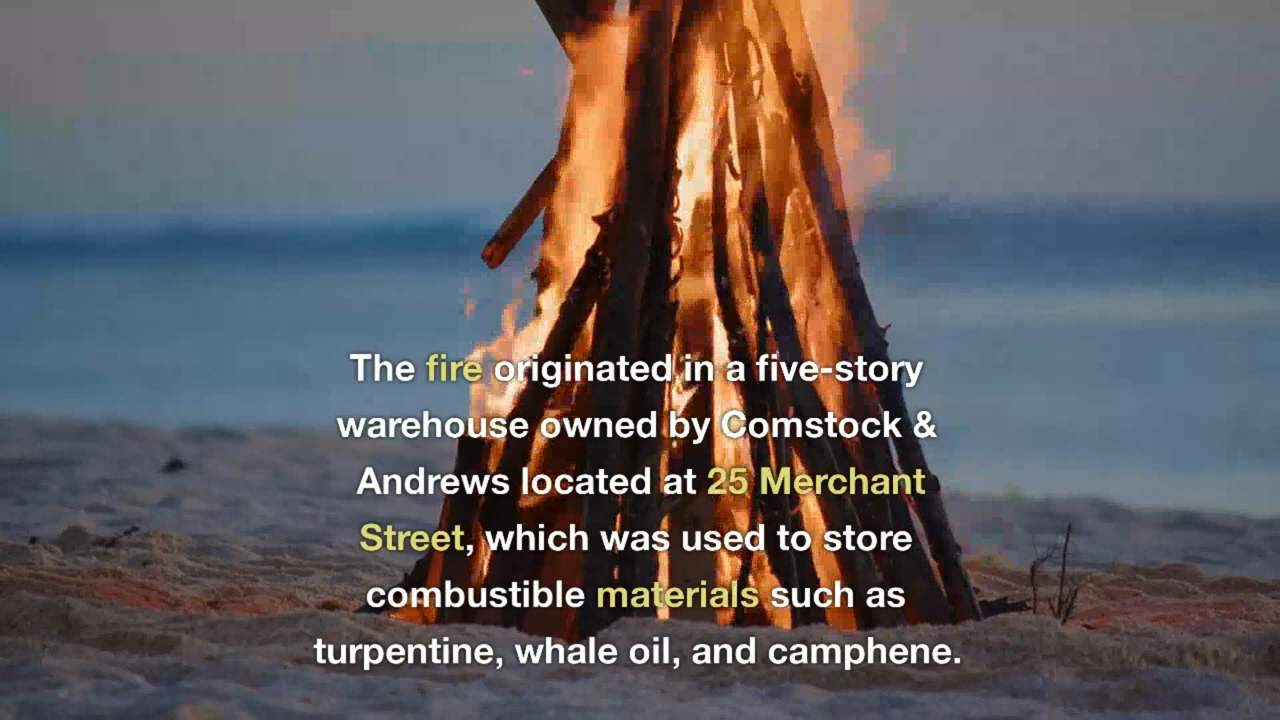 The fire originated in a five-story
warehouse owned by Comstock &
Andrews located at 25 Merchant
Street, which was used to store
combustible materials such as
turpentine, whale oil, and camphene.